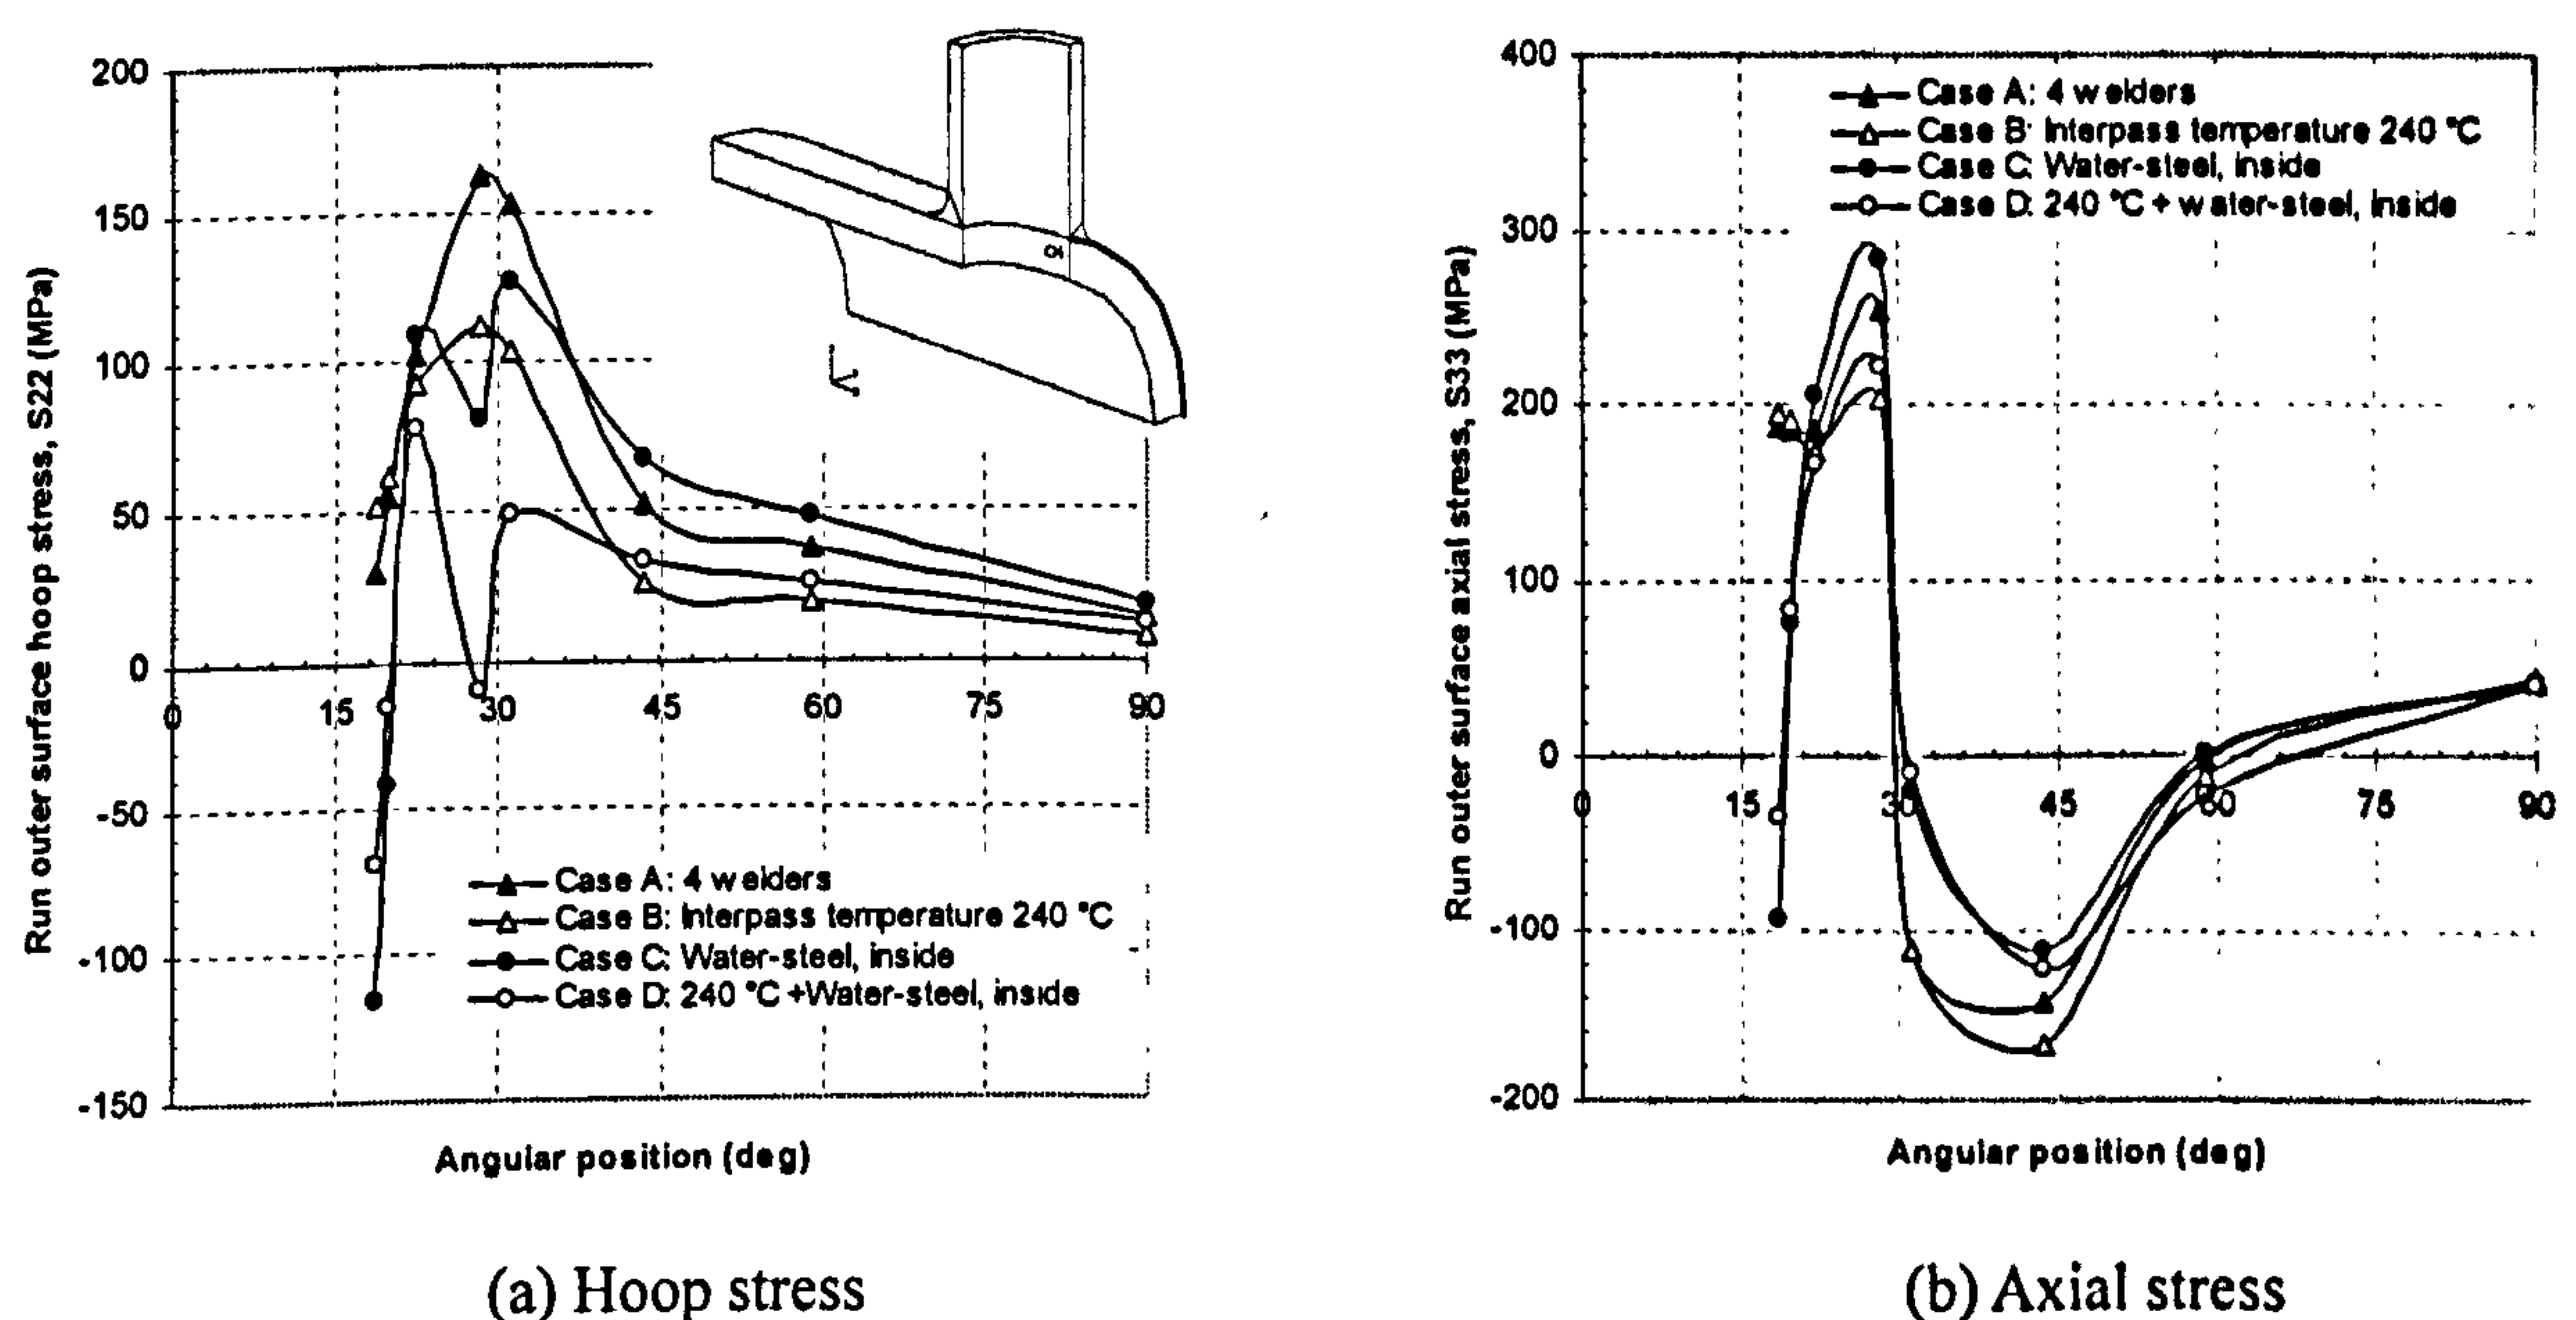 Run outer surface hoop stress, S22 (MPa)
200
150
100
50
0
-50
-100
-150
0 15 30 45 60 75 90
Case A: 4 welders
Case B: Interpass temperature 240 °C
Case C: Water-steel, inside
Case D: 240 °C +Water-steel, inside
Angular position (deg)
(a) Hoop stress
Run outer surface axial stress, S33 (MPa)
400
300
200
100
0
-100
-200
0 15 30 45 60 75 90
Case A: 4 welders
Case B: Interpass temperature 240 °C
Case C: Water-steel, inside
Case D: 240 °C + water-steel, inside
Angular position (deg)
(b) Axial stress